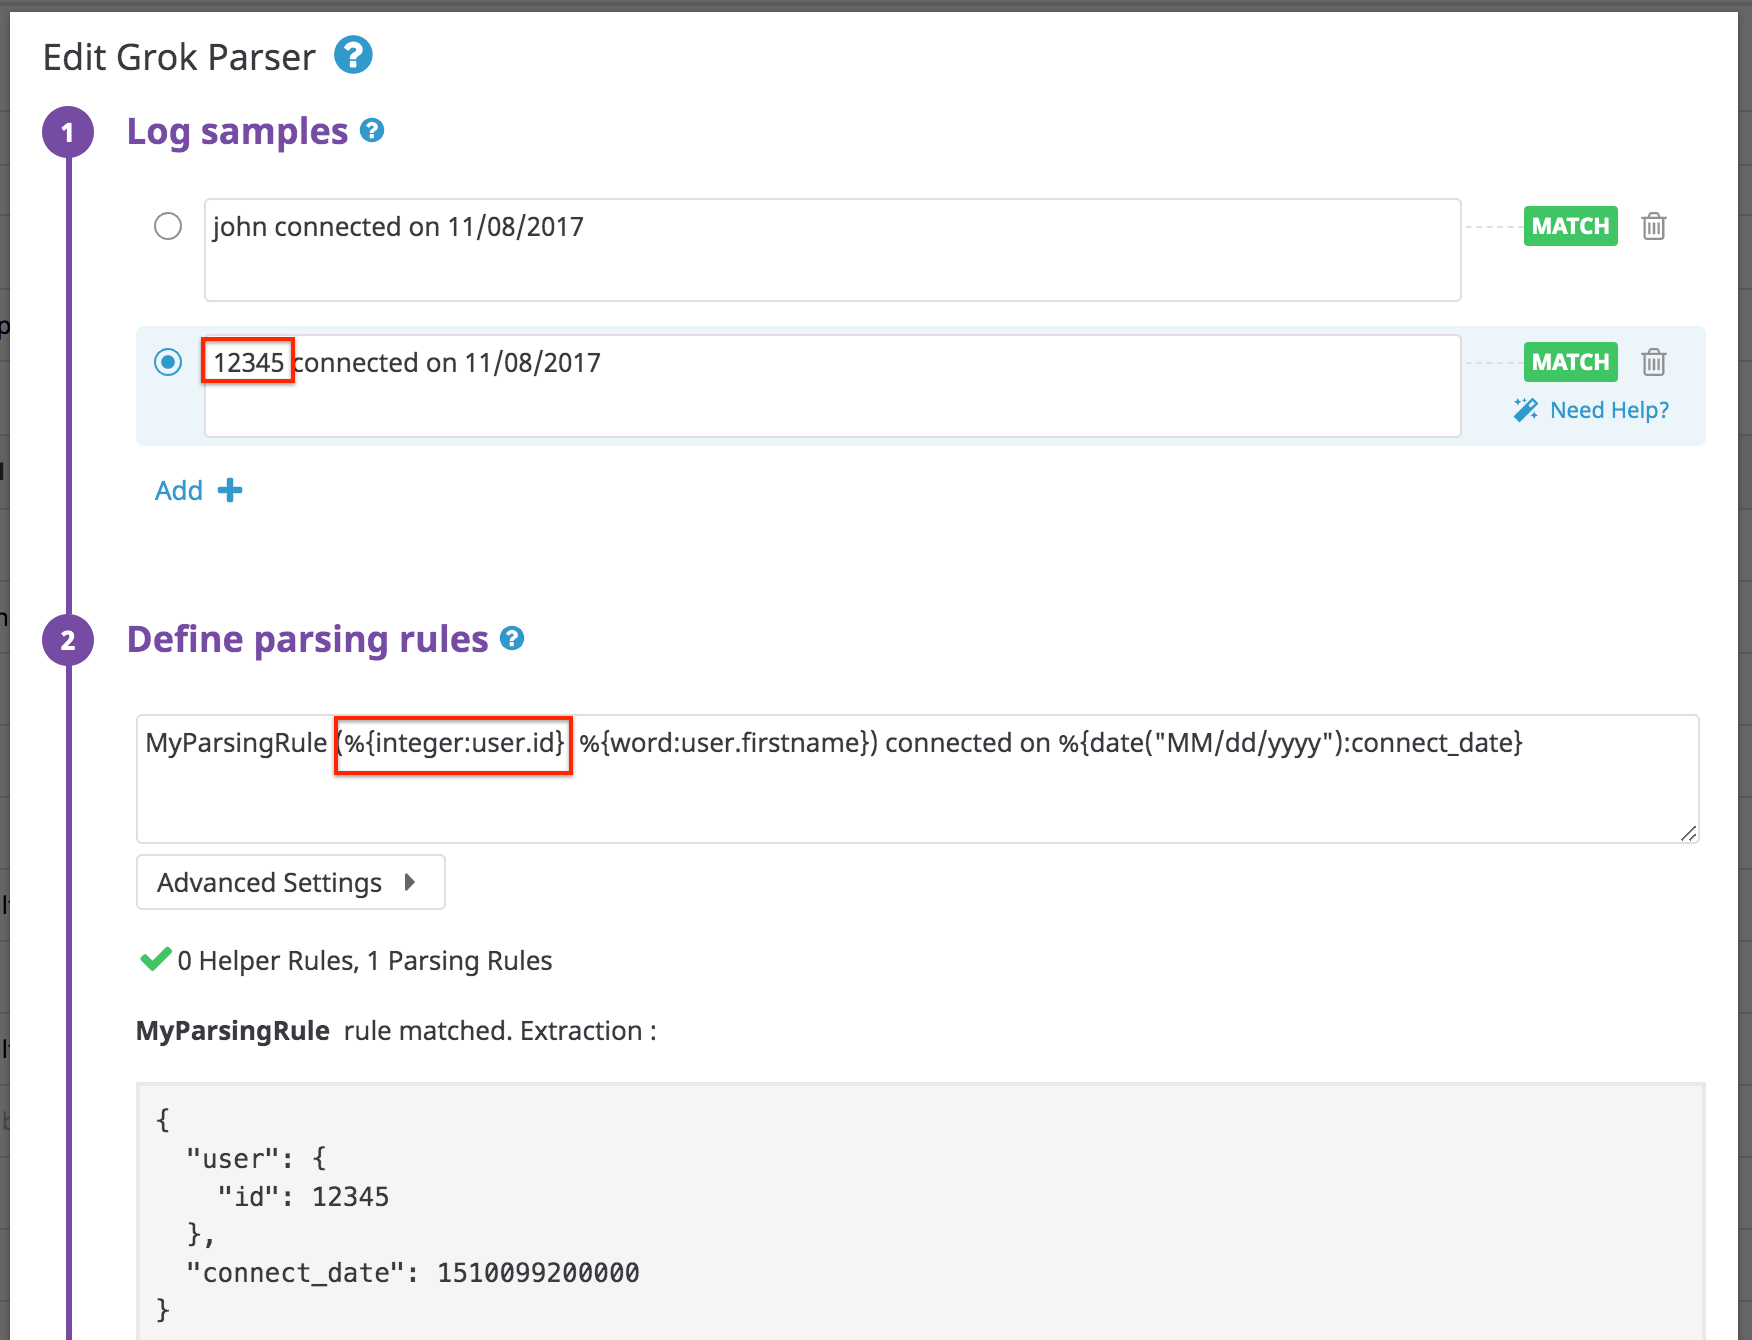 Edit Grok Parser ?
1 Log samples ?
john connected on 11/08/2017 MATCH
12345 connected on 11/08/2017 MATCH
Need Help?
Add
2 Define parsing rules ?
MyParsingRule (%{integer:user.id} %{word:user.firstname}) connected on %{date("MM/dd/yyyy"):connect_date}
Advanced Settings
0 Helper Rules, 1 Parsing Rules
MyParsingRule rule matched. Extraction :
{
"user": {
"id": 12345
},
"connect_date": 1510099200000
}